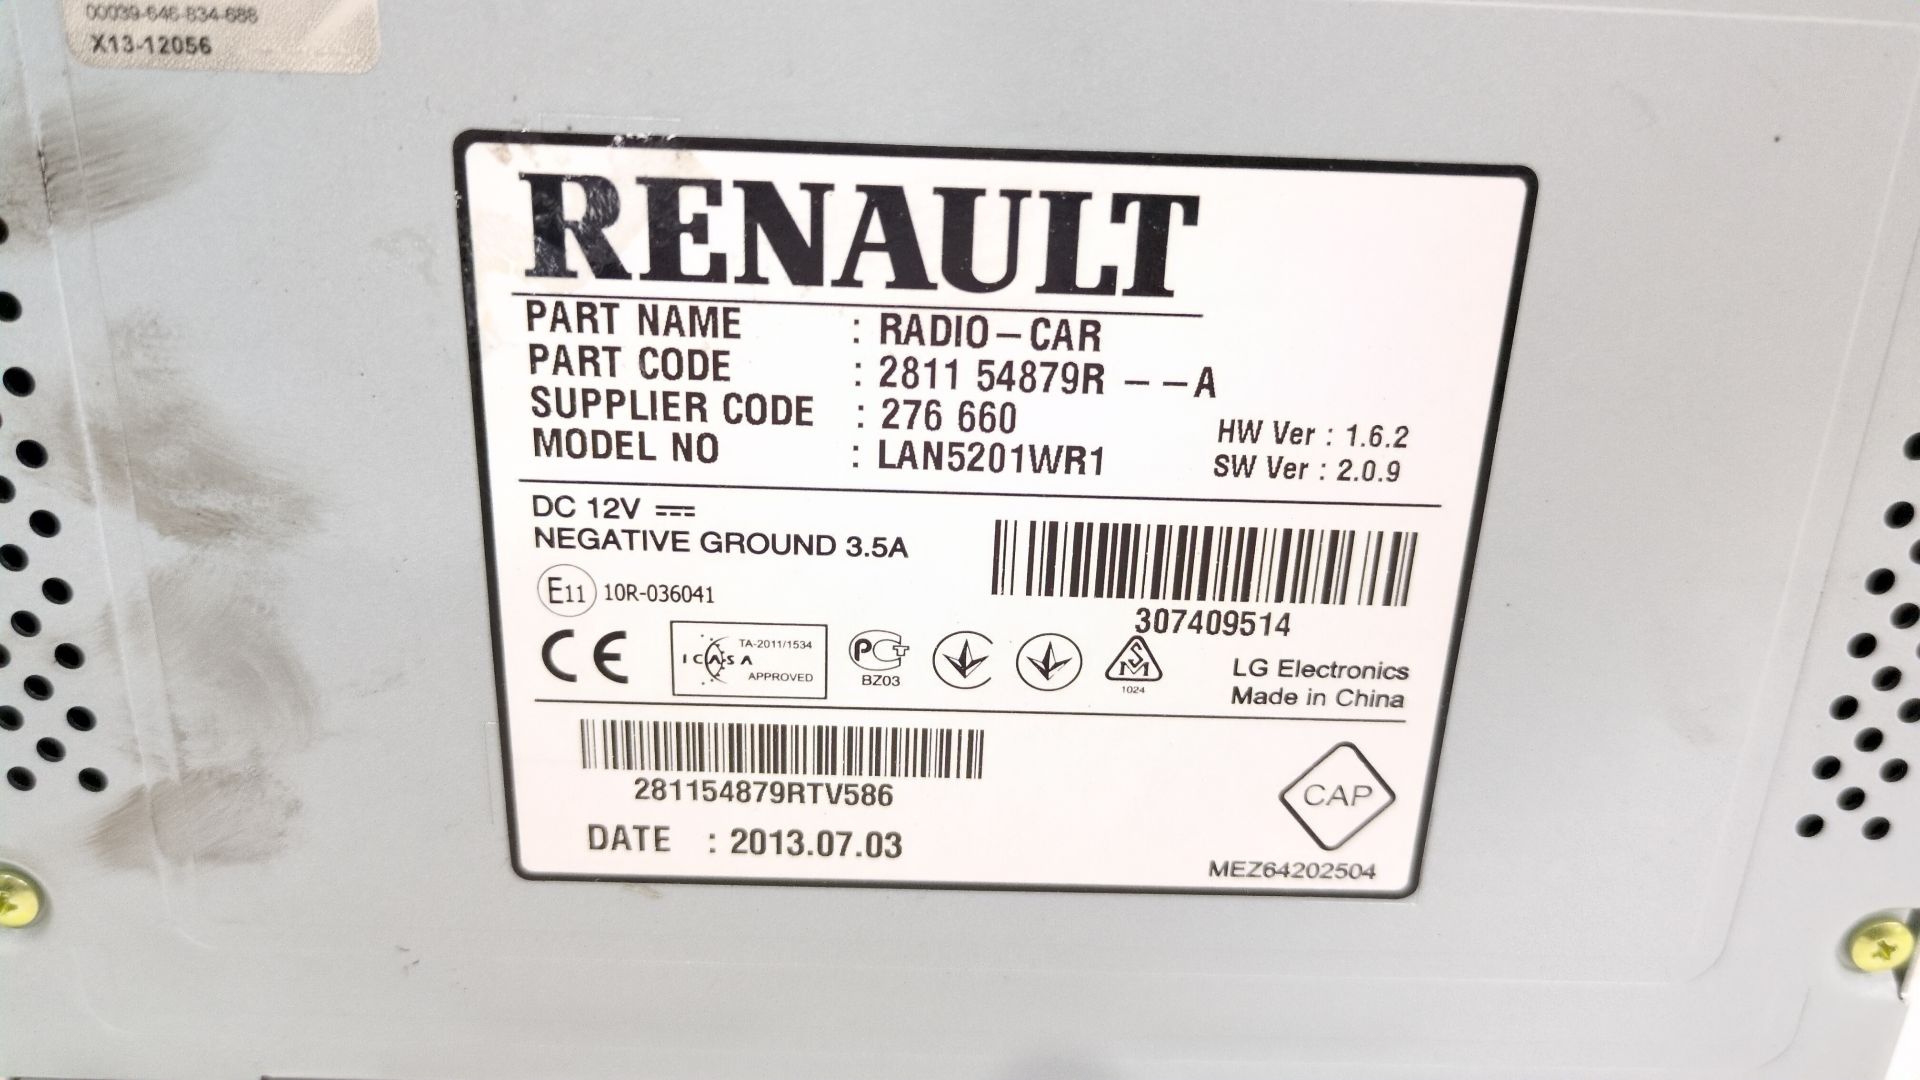 00039-646-834-688
X13-12056
RENAULT
PART NAME : RADIO-CAR
PART CODE : 2811 54879R - - A
SUPPLIER CODE : 276 660
MODEL NO : LAN5201WR1
HW Ver : 1.6.2
SW Ver : 2.0.9
DC 12V
NEGATIVE GROUND 3.5A
E11 10R-036041
307409514
CE
ICASA
TA-2011/1534
APPROVED
PCT
BZ03
SM
1024
LG Electronics
Made in China
281154879RTV586
DATE : 2013.07.03
CAP
MEZ64202504